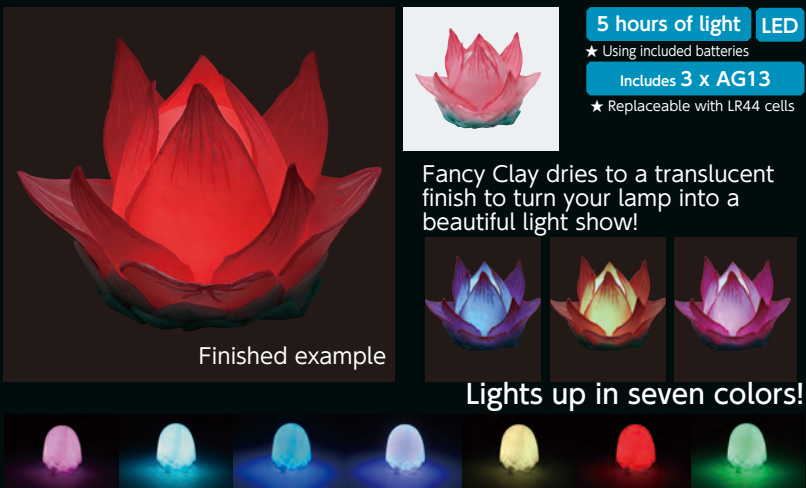 5 hours of light LED
★ Using included batteries
Includes 3 x AG13
★ Replaceable with LR44 cells
Fancy Clay dries to a translucent
finish to turn your lamp into a
beautiful light show!
Finished example
Lights up in seven colors!